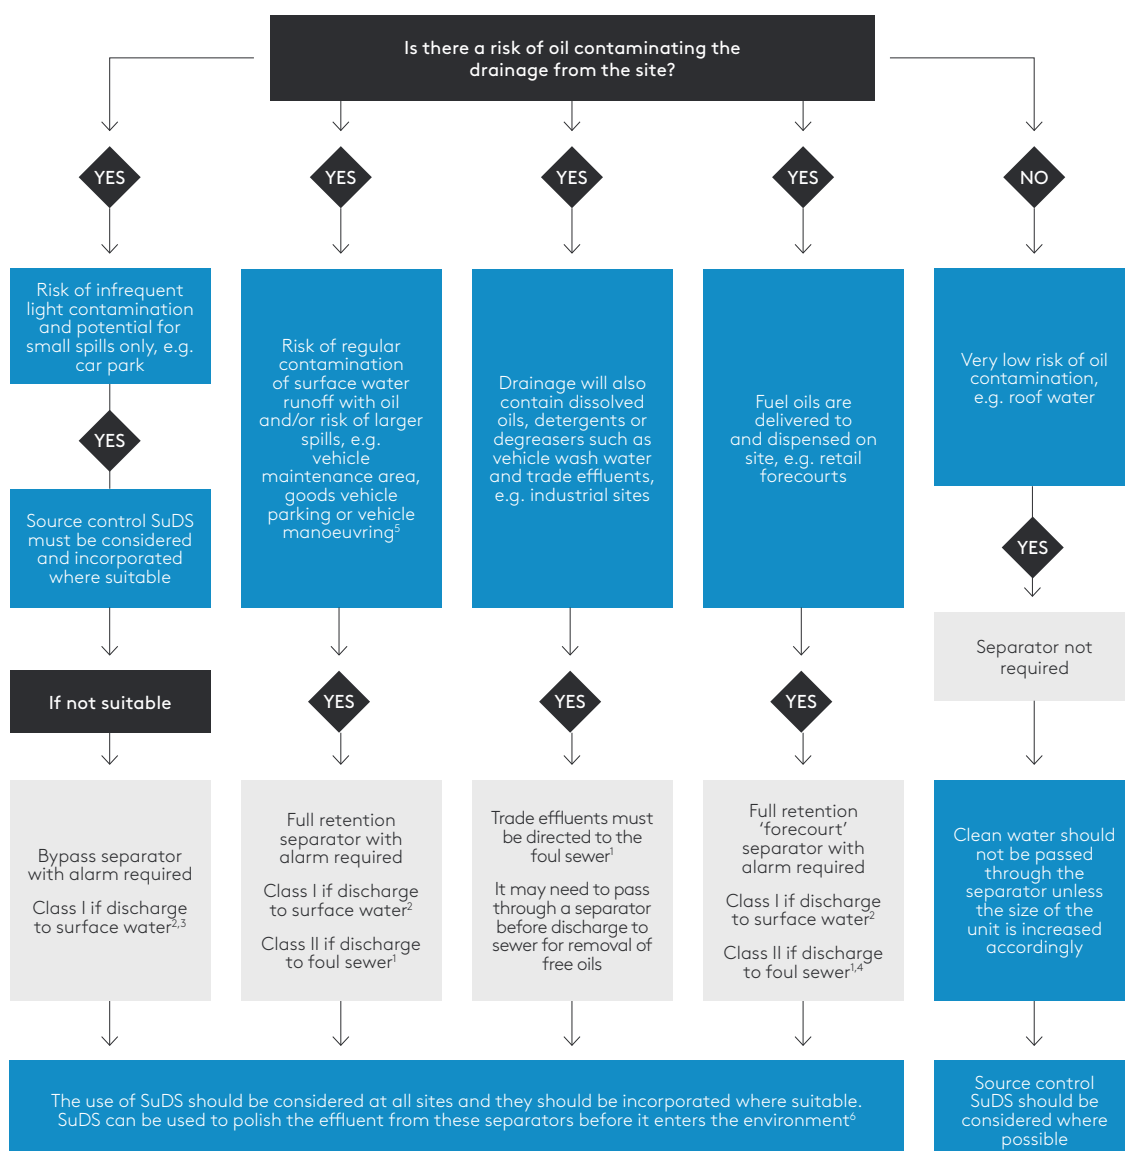 Is there a risk of oil contaminating the
drainage from the site?
YES
YES
YES
YES
NO
Risk of infrequent
light contamination
and potential for
small spills only, e.g.
car park
YES
Source control SuDS
must be considered
and incorporated
where suitable
If not suitable
Bypass separator
with alarm required
Class I if discharge
to surface water2,3
Risk of regular
contamination
of surface water
runoff with oil
and/or risk of larger
spills, e.g.
vehicle
maintenance area,
goods vehicle
parking or vehicle
manoeuvring5
YES
Full retention
separator with
alarm required
Class I if discharge
to surface water2
Class II if discharge
to foul sewer1
Drainage will also
contain dissolved
oils, detergents or
degreasers such as
vehicle wash water
and trade effluents,
e.g. industrial sites
YES
Trade effluents must
be directed to the
foul sewer1
It may need to pass
through a separator
before discharge to
sewer for removal of
free oils
Fuel oils are
delivered to
and dispensed on
site, e.g. retail
forecourts
YES
Full retention
‘forecourt’
separator with
alarm required
Class I if discharge
to surface water2
Class II if discharge
to foul sewer1,4
Very low risk of oil
contamination,
e.g. roof water
YES
Separator not
required
Clean water should
not be passed
through the
separator unless
the size of the
unit is increased
accordingly
The use of SuDS should be considered at all sites and they should be incorporated where suitable.
SuDS can be used to polish the effluent from these separators before it enters the environment6
Source control
SuDS should be
considered where
possible